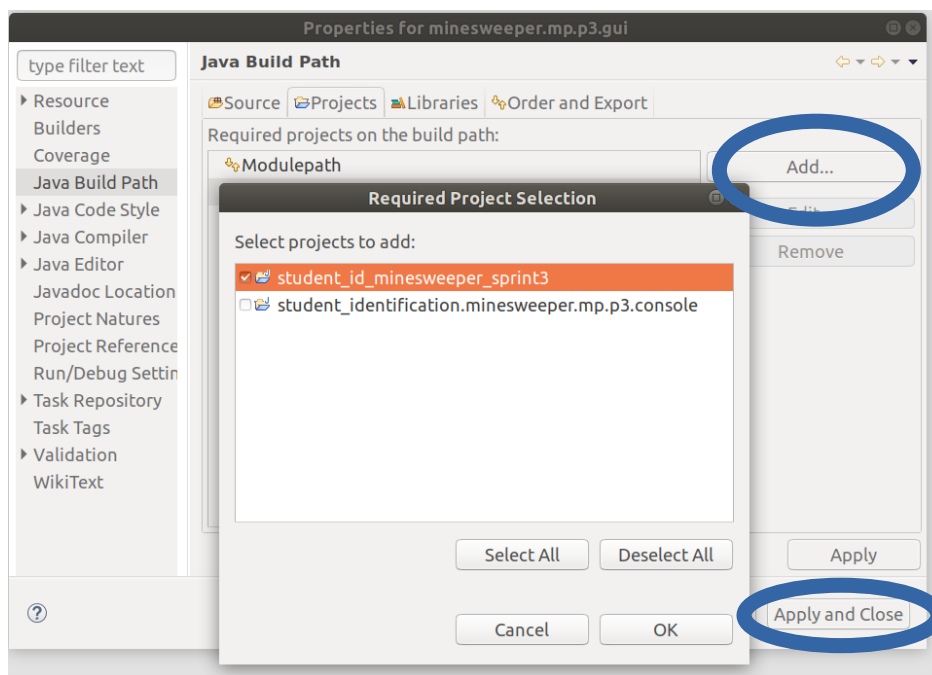 Properties for minesweeper.mp.p3.gui
type filter text
Resource
Builders
Coverage
Java Build Path
Java Code Style
Java Compiler
Java Editor
Javadoc Location
Project Natures
Project Reference
Run/Debug Settin
Task Repository
Task Tags
Validation
WikiText
Java Build Path
Source Projects Libraries Order and Export
Required projects on the build path:
Modulepath
Add...
Remove
Required Project Selection
Select projects to add:
student_id_minesweeper_sprint3
student_identification.minesweeper.mp.p3.console
Select All Deselect All
Cancel OK
Apply
Apply and Close